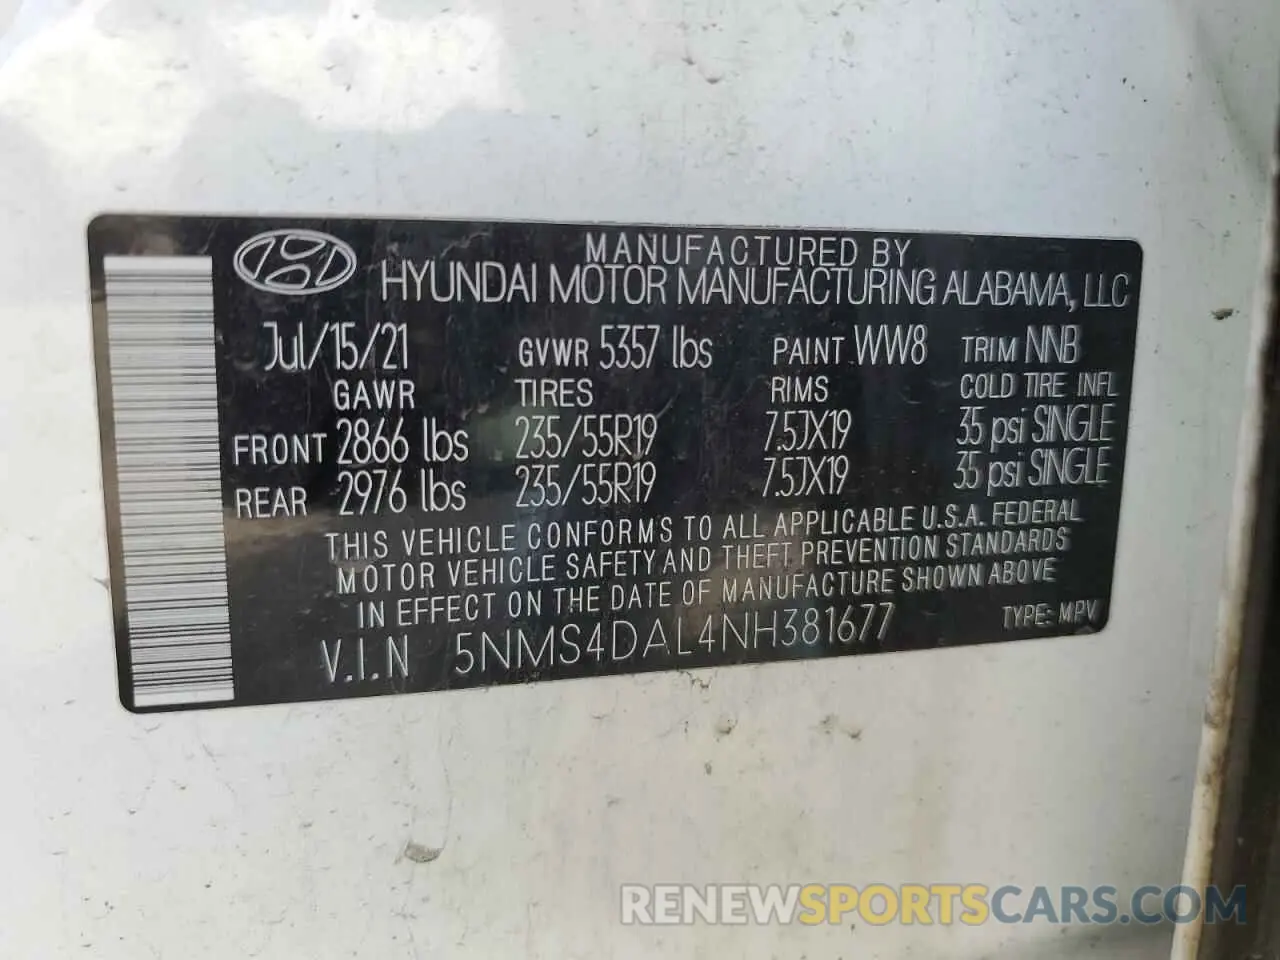 MANUFACTURED BY
HYUNDAI MOTOR MANUFACTURING ALABAMA, LLC
Jul/15/21 GVWR 5357 lbs PAINT WW8 TRIM NNB
GAWR TIRES RIMS COLD TIRE INFL
FRONT 2866 lbs 235/55R19 7.5JX19 35 psi SINGLE
REAR 2976 lbs 235/55R19 7.5JX19 35 psi SINGLE
THIS VEHICLE CONFORMS TO ALL APPLICABLE U.S.A. FEDERAL
MOTOR VEHICLE SAFETY AND THEFT PREVENTION STANDARDS
IN EFFECT ON THE DATE OF MANUFACTURE SHOWN ABOVE
V.I.N 5NMS4DAL4NH381677 TYPE: MPV
RENEWSPORTSCARS.COM